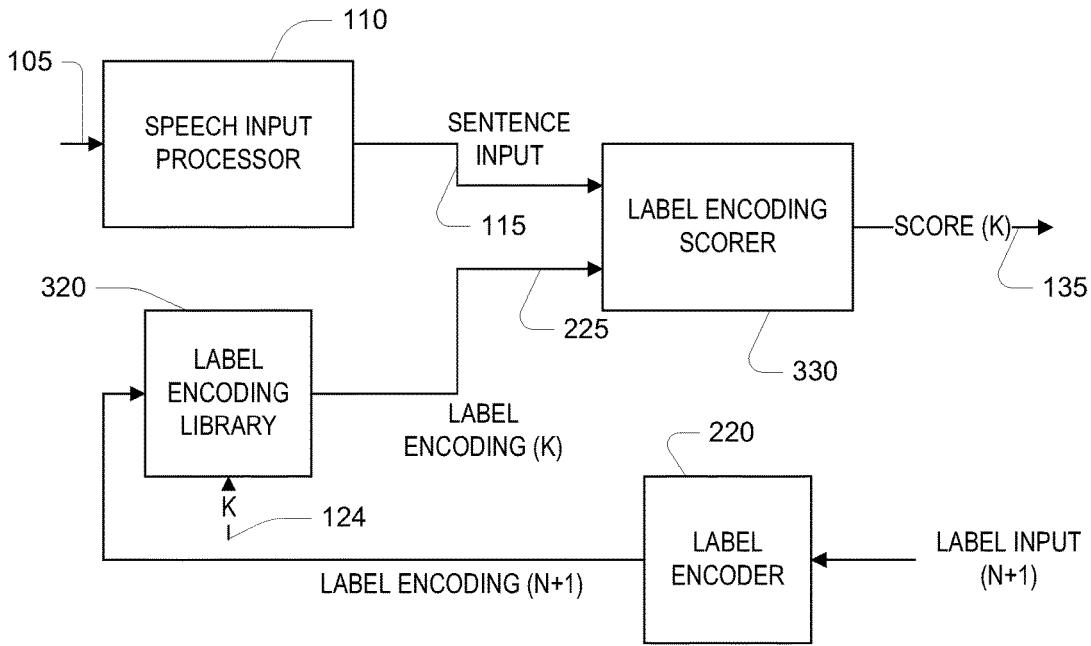 110
105
SPEECH INPUT
PROCESSOR
SENTENCE
INPUT
115
LABEL ENCODING
SCORER
SCORE (K)
135
320
225
330
LABEL
ENCODING
LIBRARY
LABEL
ENCODING (K)
220
K
124
LABEL
ENCODER
LABEL INPUT
(N+1)
LABEL ENCODING (N+1)